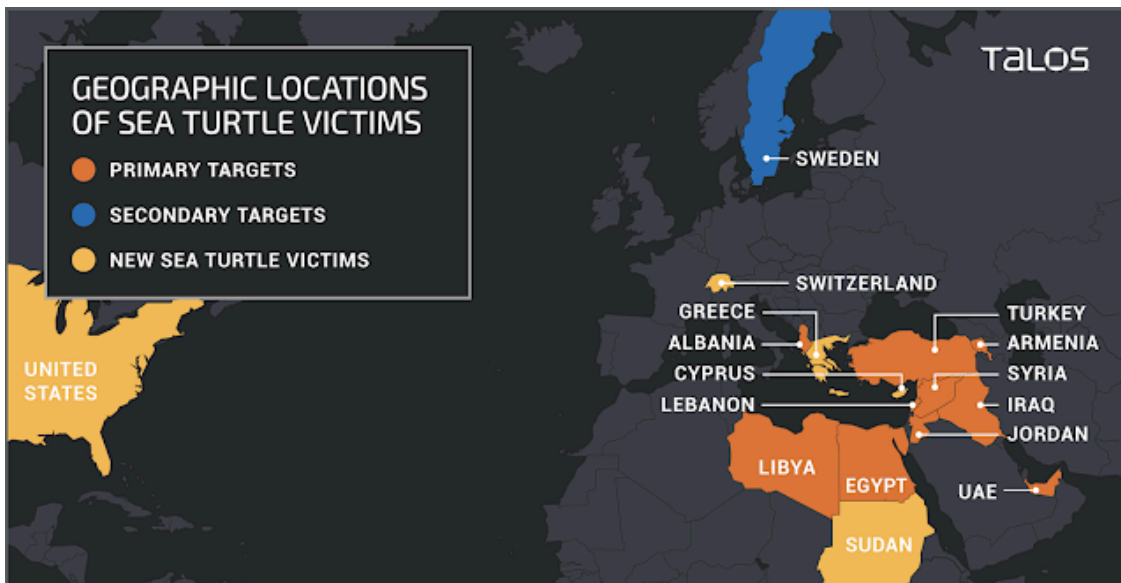 GEOGRAPHIC LOCATIONS
OF SEA TURTLE VICTIMS
PRIMARY TARGETS
SECONDARY TARGETS
NEW SEA TURTLE VICTIMS
TALOS
SWEDEN
SWITZERLAND
GREECE
TURKEY
ALBANIA
ARMENIA
CYPRUS
SYRIA
LEBANON
IRAQ
JORDAN
UNITED
STATES
LIBYA
EGYPT
UAE
SUDAN